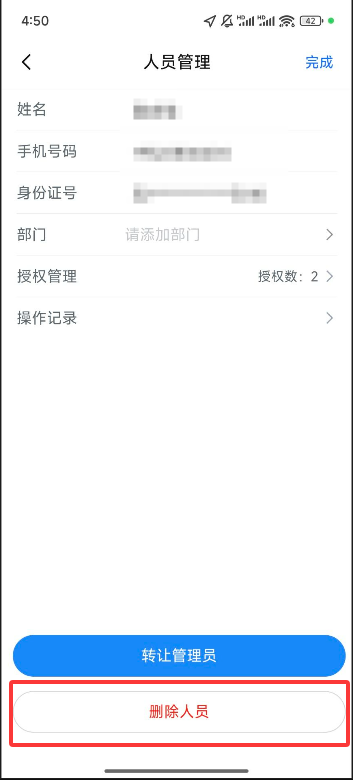 4:50
HD HD 42
人员管理 完成
姓名
手机号码
身份证号
部门 请添加部门
授权管理 授权数：2
操作记录
转让管理员
删除人员